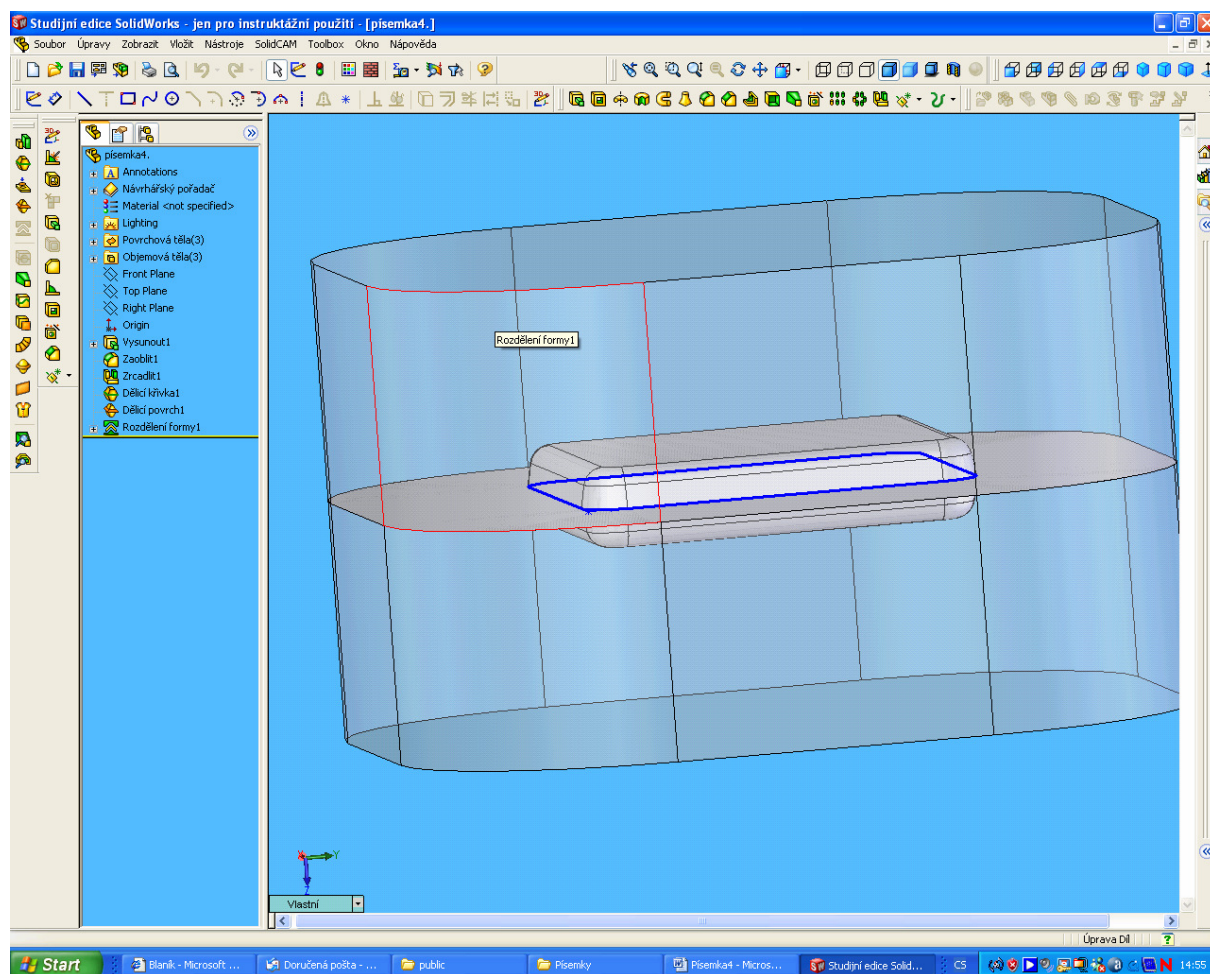 Studijní edice SolidWorks - jen pro instruktážní použití - [písemka4.]
Soubor Úpravy Zobrazit Vložit Nástroje SolidCAM Toolbox Okno Nápověda
písemka4.
Annotations
Návrhářský pořadač
Material <not specified>
Lighting
Povrchová těla(3)
Objemová těla(3)
Front Plane
Top Plane
Right Plane
Origin
Vysunout1
Zaoblit1
Zrcadlit1
Dělicí křivka1
Dělicí povrch1
Rozdělení formy1
Rozdělení formy1
X
Y
Z
Vlastní
Úprava Díl
Start
Blaník - Microsoft ...
Doručená pošta - ...
public
Písemky
Písemka4 - Micros...
Studijní edice Solid...
CS
14:55